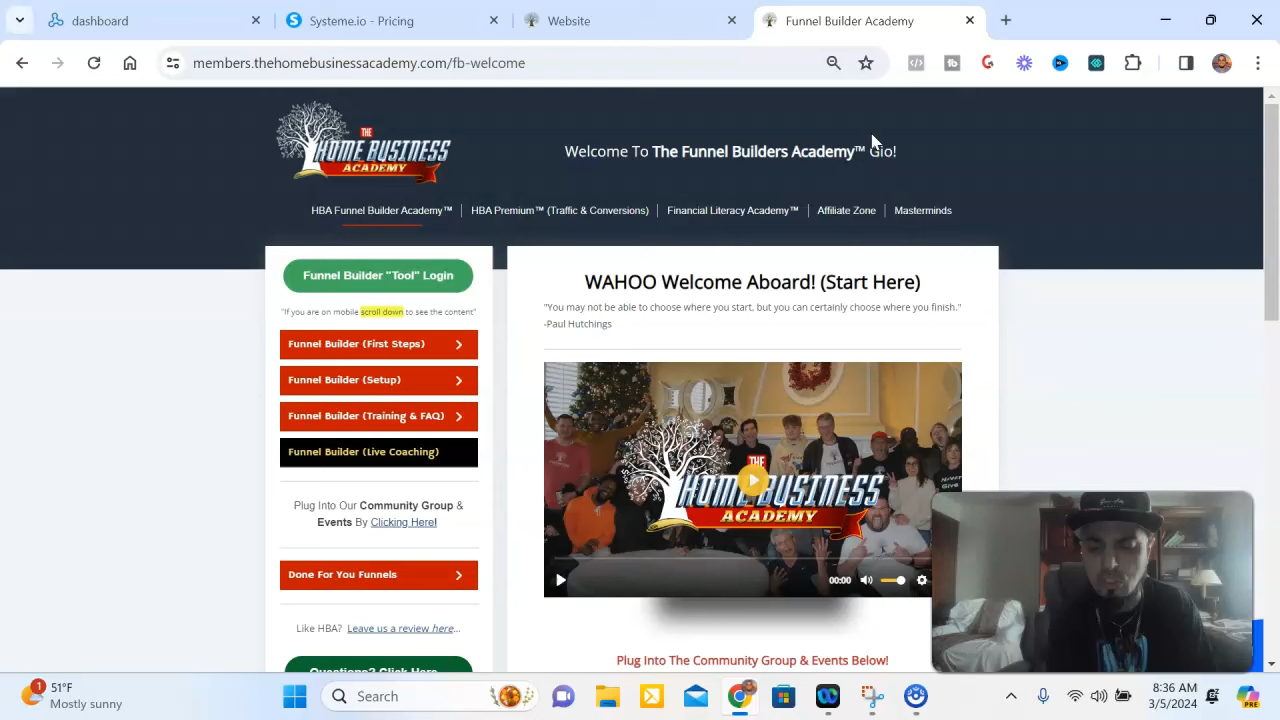 dashboard
Systeme.io - Pricing
Website
Funnel Builder Academy
members.thehomebusinessacademy.com/fb-welcome
THE
HOME BUSINESS
ACADEMY
Welcome To The Funnel Builders Academy™ Gio!
HBA Funnel Builder Academy™
HBA Premium™ (Traffic & Conversions)
Financial Literacy Academy™
Affiliate Zone
Masterminds
Funnel Builder "Tool" Login
"If you are on mobile scroll down to see the content"
Funnel Builder (First Steps)
Funnel Builder (Setup)
Funnel Builder (Training & FAQ)
Funnel Builder (Live Coaching)
Plug Into Our Community Group &
Events By Clicking Here!
Done For You Funnels
Like HBA? Leave us a review here...
Questions? Click Here
WAHOO Welcome Aboard! (Start Here)
"You may not be able to choose where you start, but you can certainly choose where you finish."
-Paul Hutchings
THE
HOME BUSINESS
ACADEMY
00:00
Plug Into The Community Group & Events Below!
1
51°F
Mostly sunny
Search
8:36 AM
3/5/2024
PRE